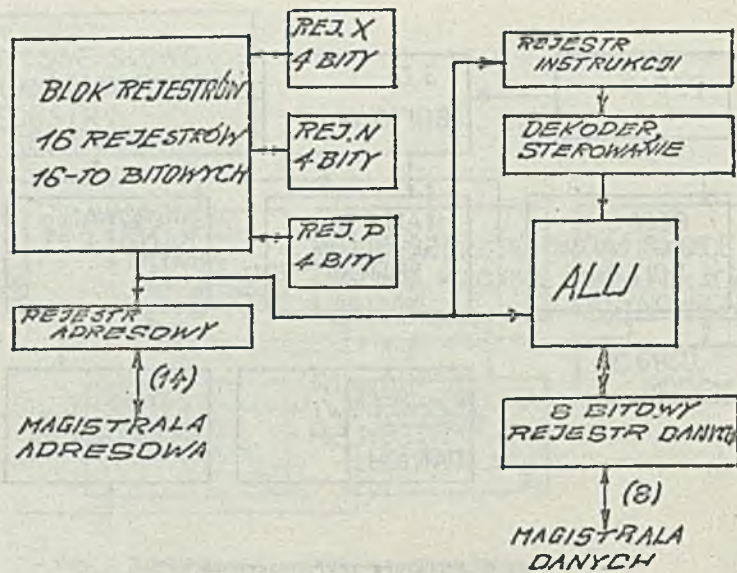 BLOK REJESTRÓW
16 REJESTRÓW
16-TO BITOWYCH
REJ. X
4 BITY
REJ. N
4 BITY
REJ. P
4 BITY
REJESTR
INSTRUKCJI
DEKODER,
STEROWANIE
ALU
REJESTR
ADRESOWY
(14)
MAGISTRALA
ADRESOWA
8 BITOWY
REJESTR DANYCH
(8)
MAGISTRALA
DANYCH